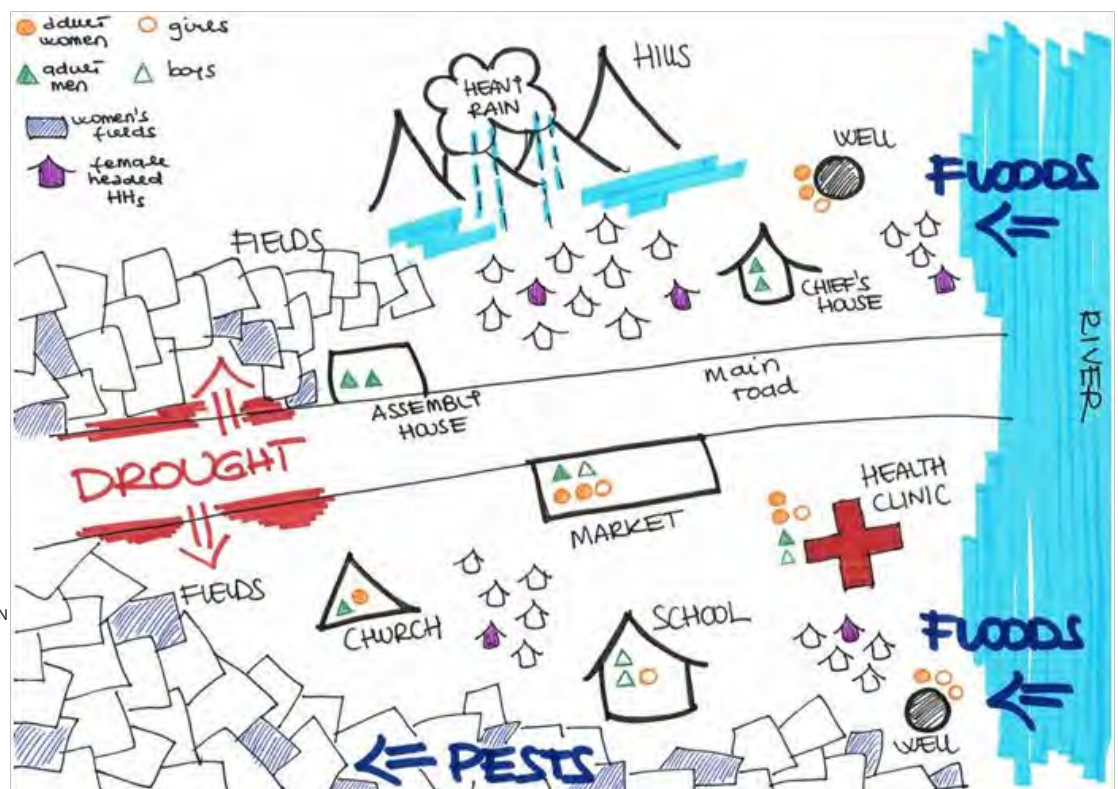 adult women
girls
adult men
boys
women's fields
female headed HHs
HEAVY
RAIN
HILLS
WELL
FLOODS
FIELDS
CHIEF'S
HOUSE
RIVER
main
road
ASSEMBLY
HOUSE
DROUGHT
HEALTH
CLINIC
MARKET
FIELDS
N
CHURCH
SCHOOL
FLOODS
WELL
PESTS